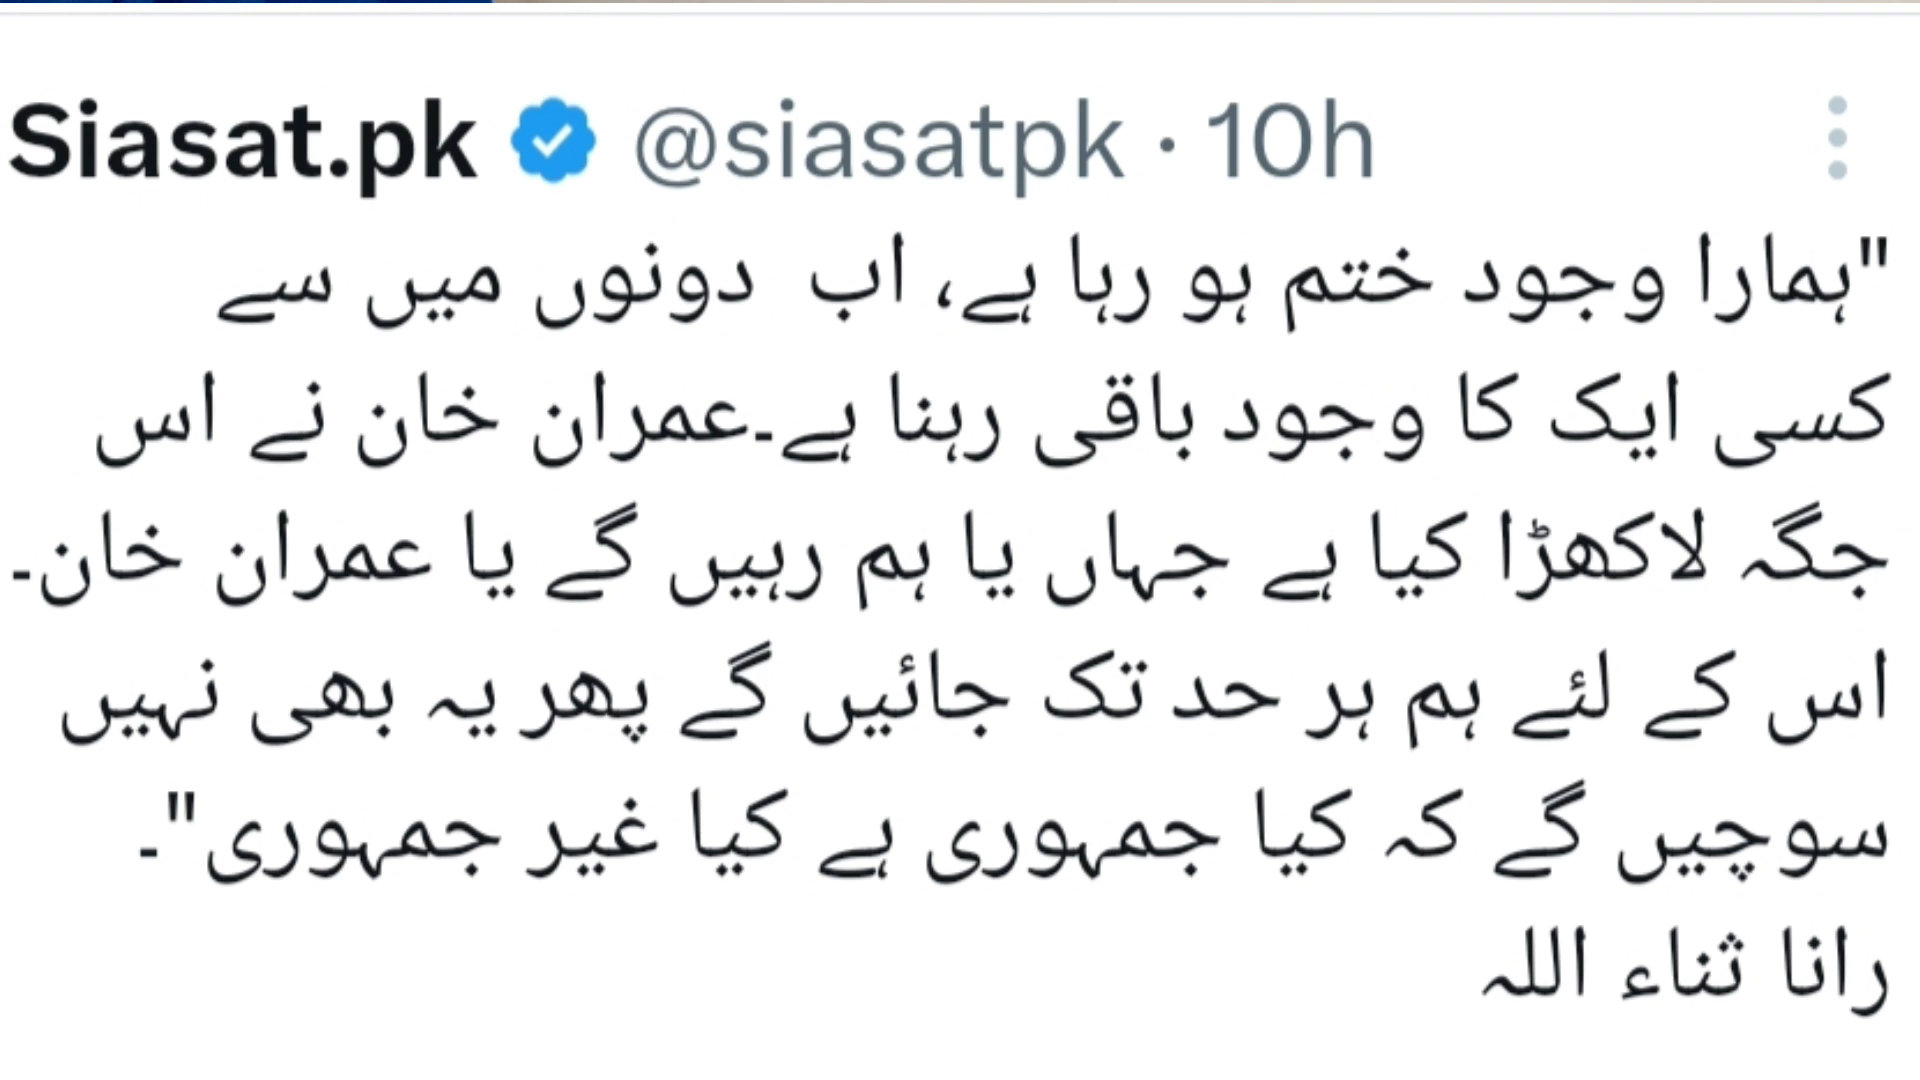 Siasat.pk @siasatpk · 10h
"ہمارا وجود ختم ہو رہا ہے، اب دونوں میں سے
کسی ایک کا وجود باقی رہنا ہے۔عمران خان نے اس
جگہ لاکھڑا کیا ہے جہاں یا ہم رہیں گے یا عمران خان۔
اس کے لئے ہم ہر حد تک جائیں گے پھر یہ بھی نہیں
سوچیں گے کہ کیا جمہوری ہے کیا غیر جمہوری"۔
رانا ثناء اللہ